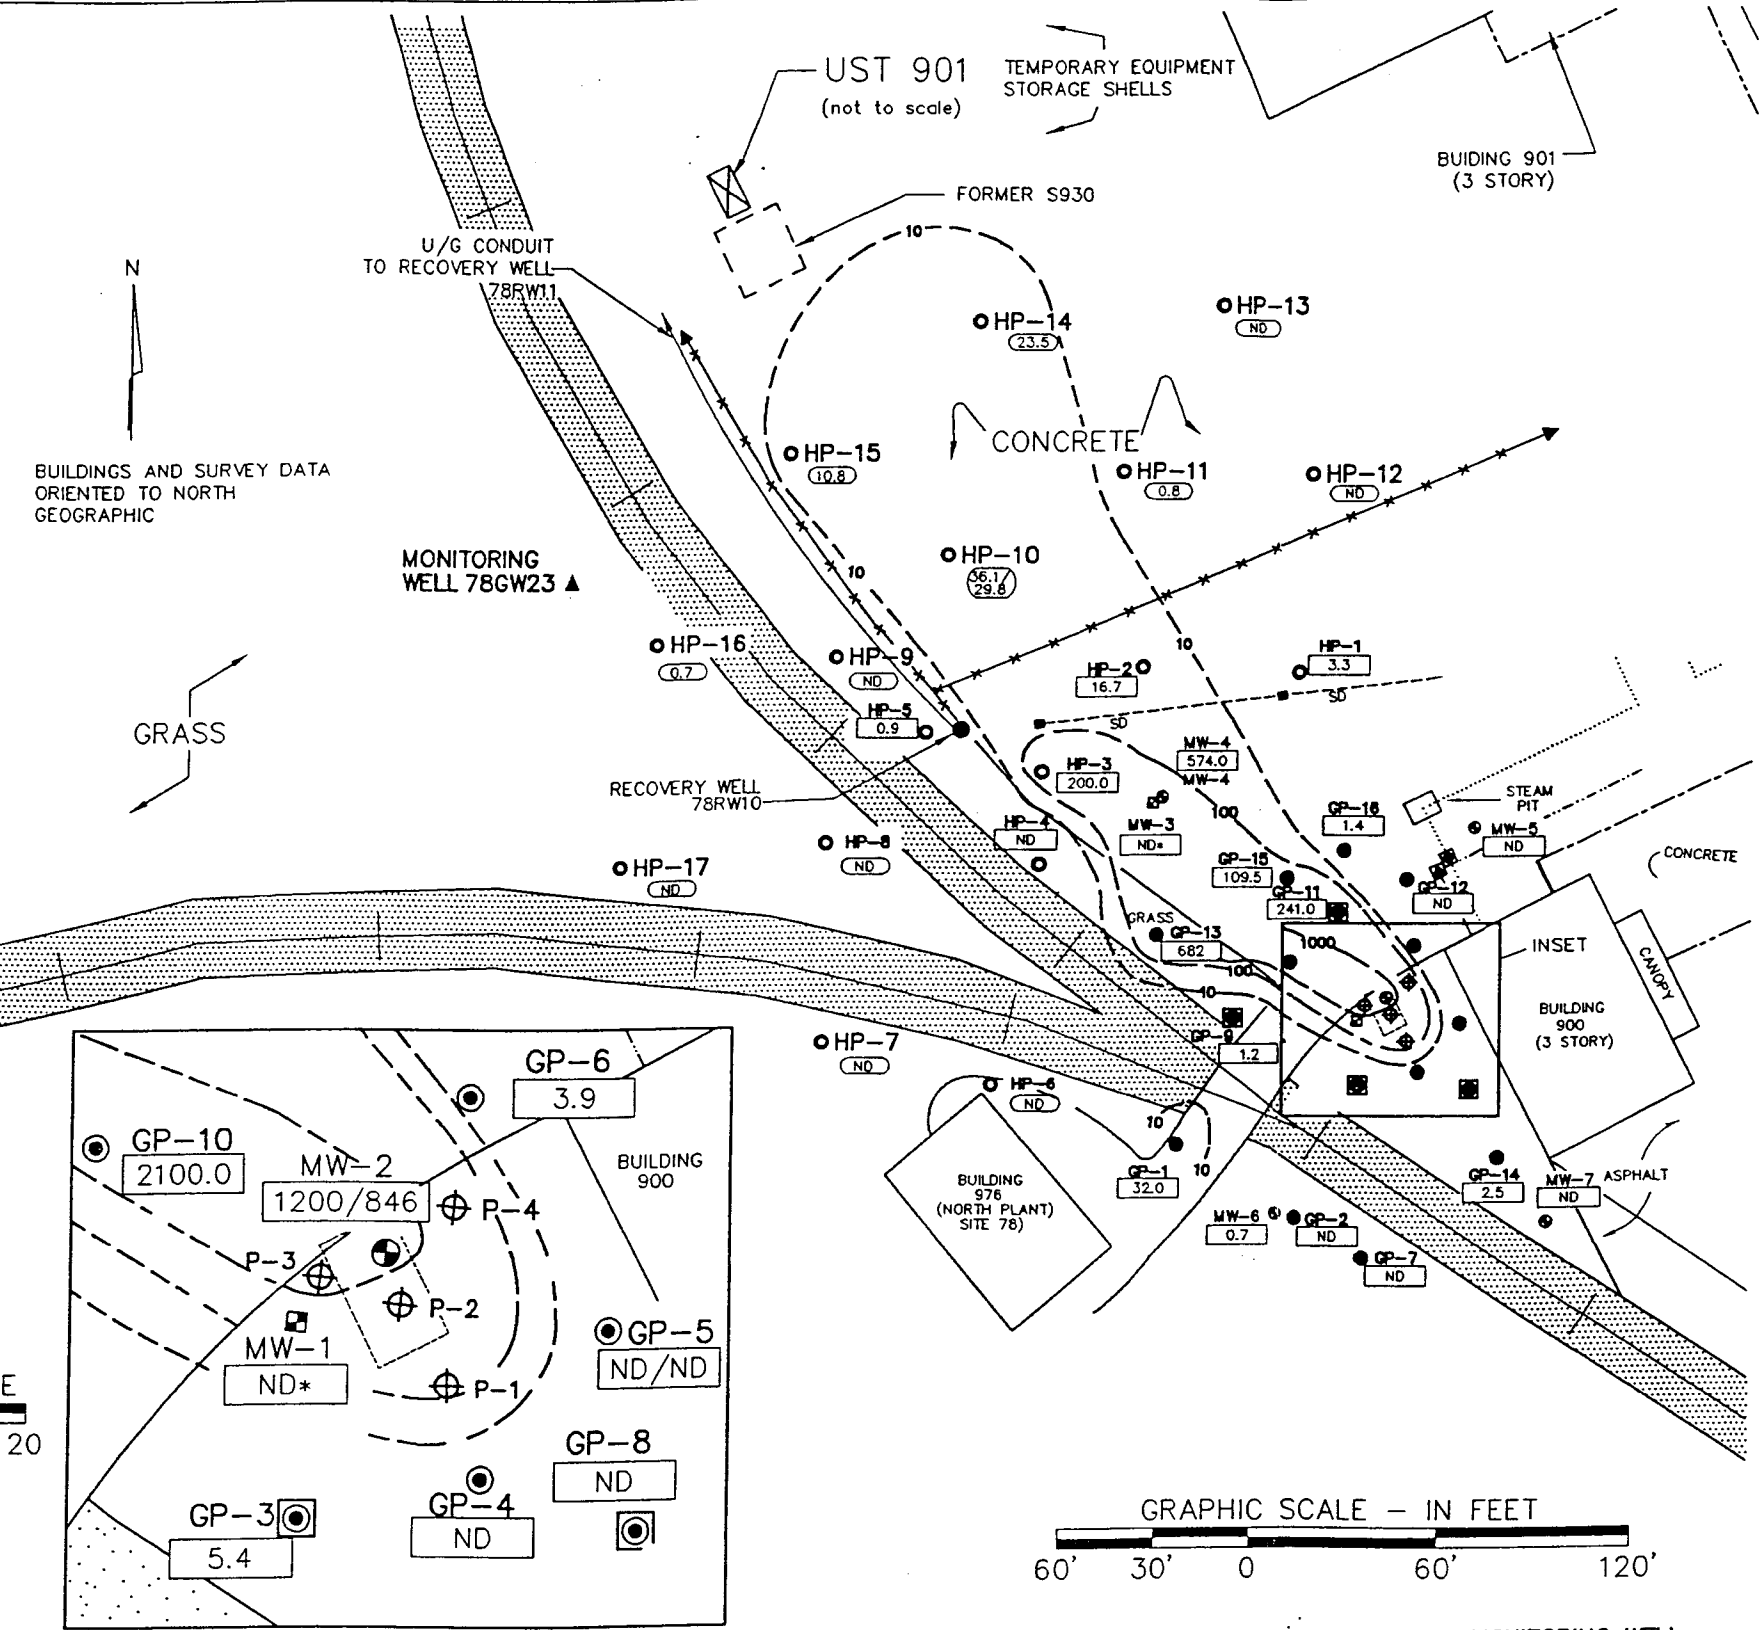 UST 901
(not to scale)
TEMPORARY EQUIPMENT
STORAGE SHELLS
BUIDING 901
(3 STORY)
FORMER S930
U/G CONDUIT
TO RECOVERY WELL
78RW11
N
BUILDINGS AND SURVEY DATA
ORIENTED TO NORTH
GEOGRAPHIC
10
HP-14
23.5
HP-13
ND
CONCRETE
HP-15
10.8
HP-11
0.8
HP-12
ND
MONITORING
WELL 78GW23
10
HP-10
36.1/
29.8
HP-16
0.7
HP-9
ND
10
HP-1
3.3
HP-2
16.7
SD
SD
GRASS
HP-5
0.9
RECOVERY WELL
78RW10
HP-3
200.0
MW-4
574.0
MW-4
100
HP-4
ND
MW-3
ND*
GP-16
1.4
STEAM
PIT
MW-5
ND
CONCRETE
HP-8
ND
HP-17
ND
GP-15
109.5
GP-11
241.0
GP-12
ND
GRASS
GP-13
682
1000
INSET
CANOPY
100
10
BUILDING
900
(3 STORY)
GP-9
1.2
HP-7
ND
HP-6
ND
10
10
GP-1
32.0
BUILDING
976
(NORTH PLANT)
SITE 78)
GP-14
2.5
MW-7
ND
ASPHALT
MW-6
0.7
GP-2
ND
GP-7
ND
GP-6
3.9
GP-10
2100.0
MW-2
1200/846
BUILDING
900
P-4
P-3
P-2
MW-1
ND*
P-1
GP-5
ND/ND
GP-8
ND
GP-3
5.4
GP-4
ND
E
20
GRAPHIC SCALE - IN FEET
60' 30' 0 60' 120'